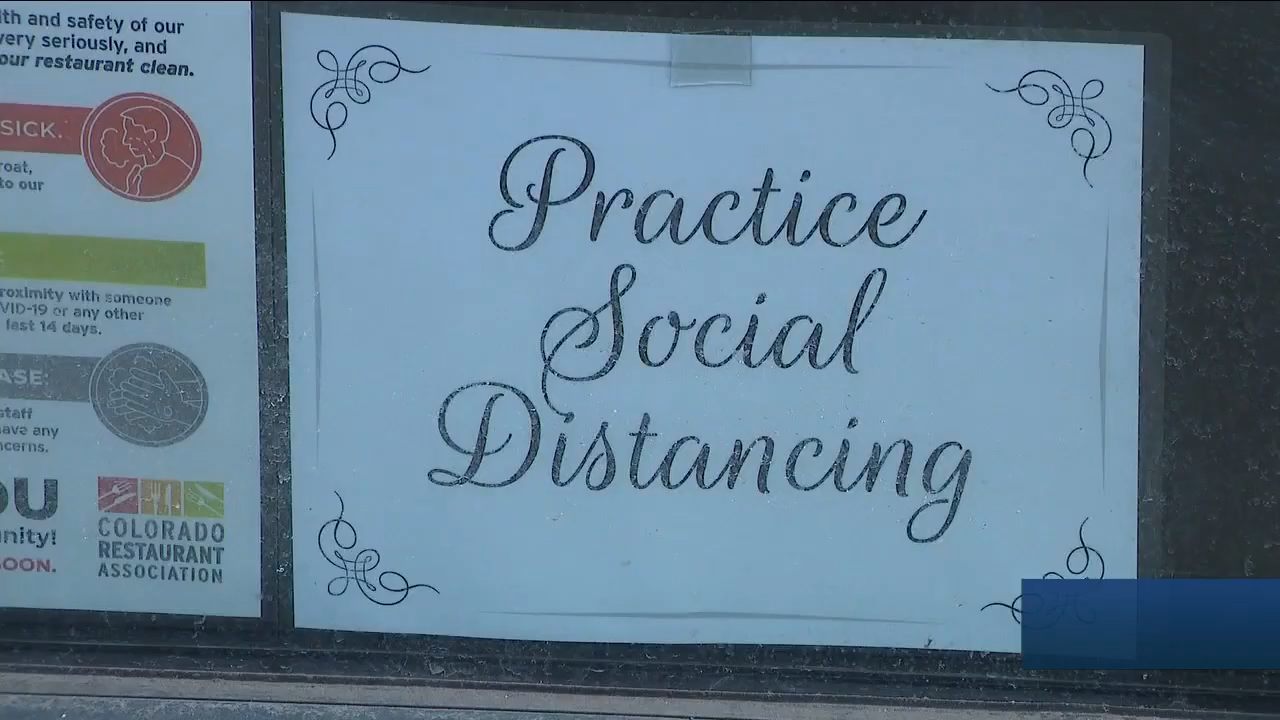 th and safety of our
very seriously, and
our restaurant clean.
SICK.
roat,
to our
roximity with someone
VID-19 or any other
last 14 days.
ASE:
staff
have any
ncerns.
OU
nity!
SOON.
COLORADO
RESTAURANT
ASSOCIATION
Practice
Social
Distancing